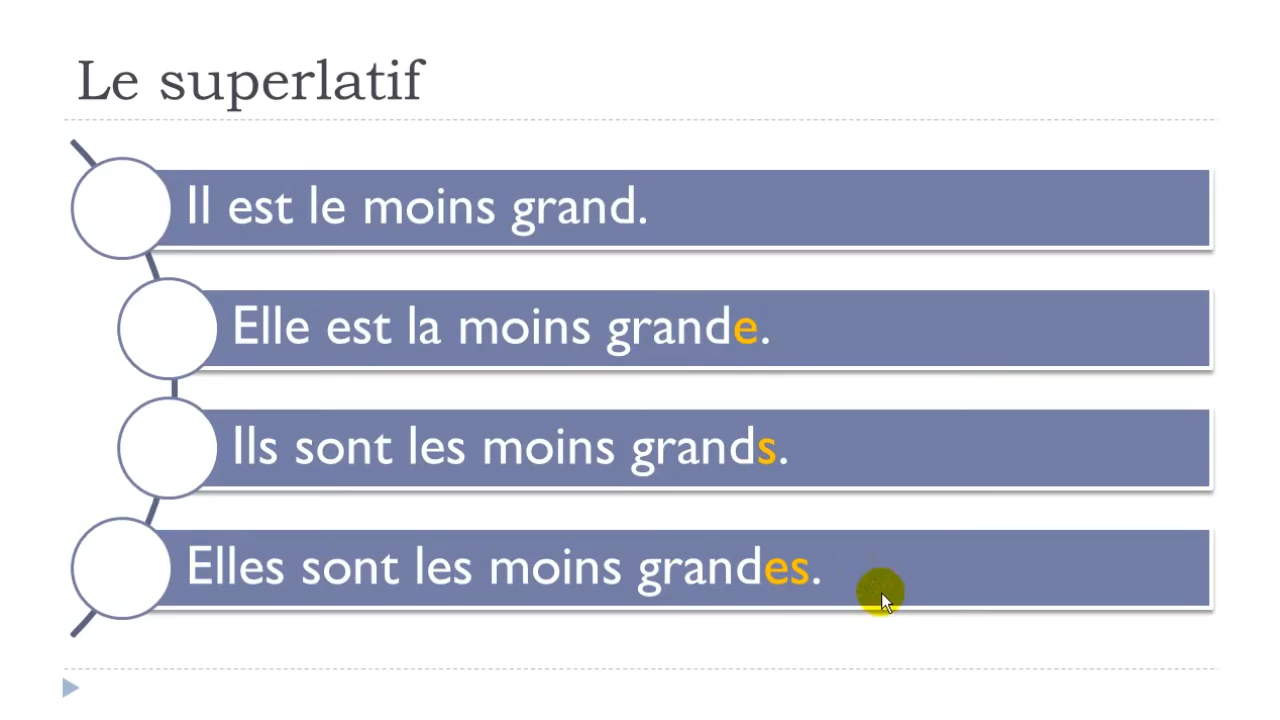 Le superlatif
Il est le moins grand.
Elle est la moins grande.
Ils sont les moins grands.
Elles sont les moins grandes.